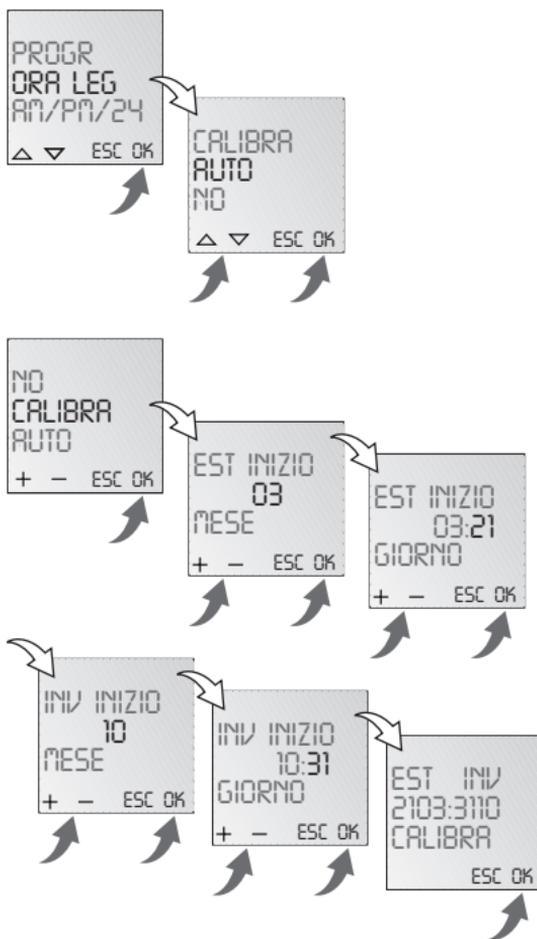 PROGR
ORA LEG
AM/PM/24
ESC OK
CALIBRA
AUTO
NO
ESC OK
NO
CALIBRA
AUTO
+ − ESC OK
EST INIZIO
03
MESE
+ − ESC OK
EST INIZIO
03:21
GIORNO
+ − ESC OK
INV INIZIO
10
MESE
+ − ESC OK
INV INIZIO
10:31
GIORNO
+ − ESC OK
EST INV
2103:3110
CALIBRA
ESC OK